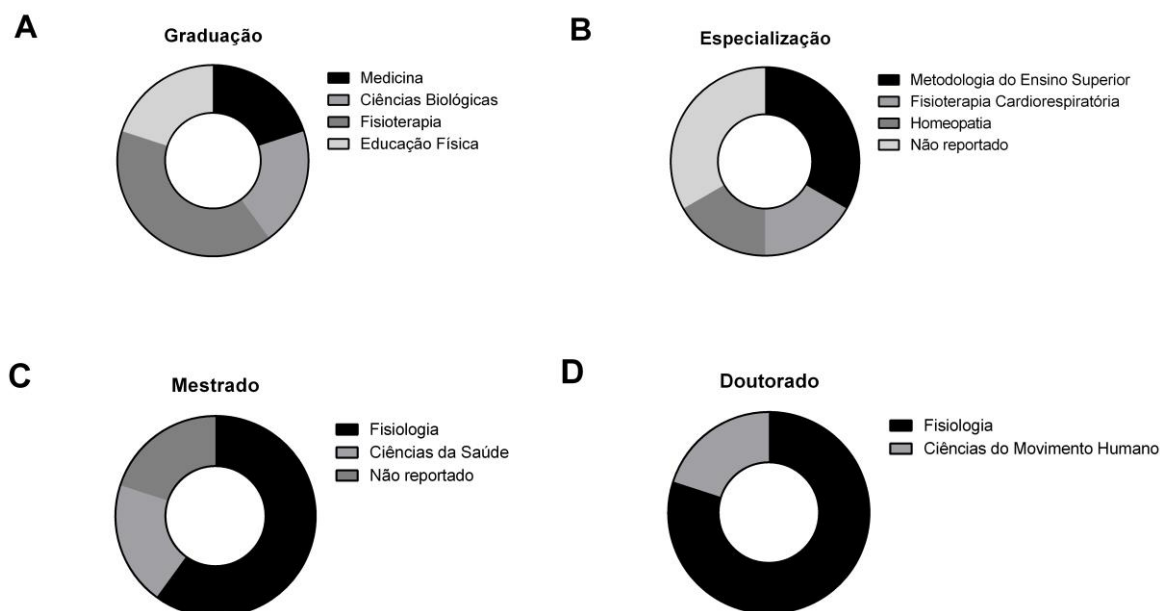 A
Graduação
Medicina
Ciências Biológicas
Fisioterapia
Educação Física
B
Especialização
Metodologia do Ensino Superior
Fisioterapia Cardiorespiratória
Homeopatia
Não reportado
C
Mestrado
Fisiologia
Ciências da Saúde
Não reportado
D
Doutorado
Fisiologia
Ciências do Movimento Humano